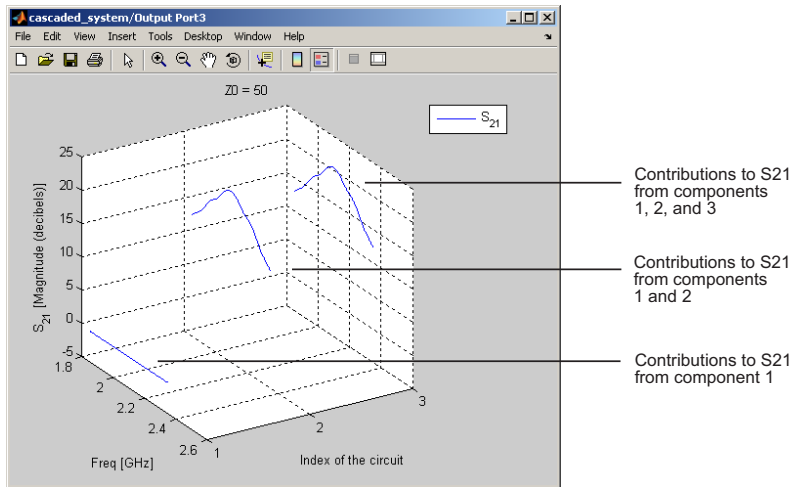 cascaded_system/Output Port3
File Edit View Insert Tools Desktop Window Help
Z0 = 50
S21
25
20
15
10
5
0
-5
S21 [Magnitude (decibels)]
1.8
2
2.2
2.4
2.6
Freq [GHz]
1
2
3
Index of the circuit
Contributions to S21
from components
1, 2, and 3
Contributions to S21
from components
1 and 2
Contributions to S21
from component 1